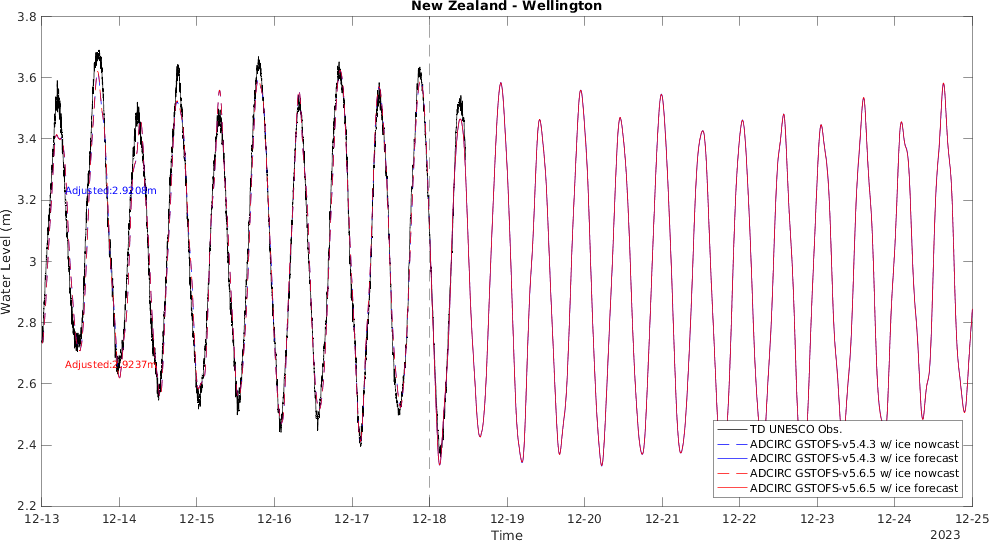 New Zealand - Wellington
3.8
3.6
3.4
3.2
3
2.8
2.6
2.4
2.2
Water Level (m)
Adjusted:2.9208m
Adjusted:2.9237m
TD UNESCO Obs.
ADCIRC GSTOFS-v5.4.3 w/ ice nowcast
ADCIRC GSTOFS-v5.4.3 w/ ice forecast
ADCIRC GSTOFS-v5.6.5 w/ ice nowcast
ADCIRC GSTOFS-v5.6.5 w/ ice forecast
12-13 12-14 12-15 12-16 12-17 12-18 12-19 12-20 12-21 12-22 12-23 12-24 12-25
Time
2023